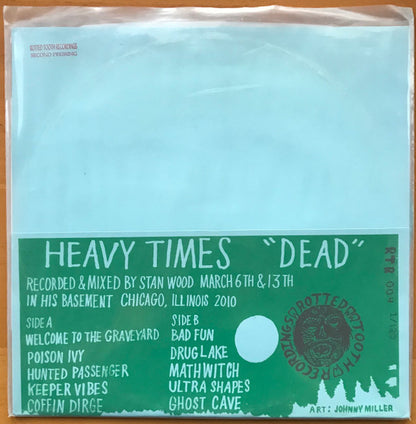 ROTTED TOOTH RECORDINGS
SECOND PRESSING
HEAVY TIMES "DEAD"
RECORDED & MIXED BY STAN WOOD MARCH 6TH & 13TH
IN HIS BASEMENT CHICAGO, ILLINOIS 2010
SIDE A
WELCOME TO THE GRAVEYARD
POISON IVY
HUNTED PASSENGER
KEEPER VIBES
COFFIN DIRGE
SIDE B
BAD FUN
DRUG LAKE
MATH WITCH
ULTRA SHAPES
GHOST CAVE
ROTTED TOOTH RECORDINGS
RTR 009
ART: JOHNNY MILLER